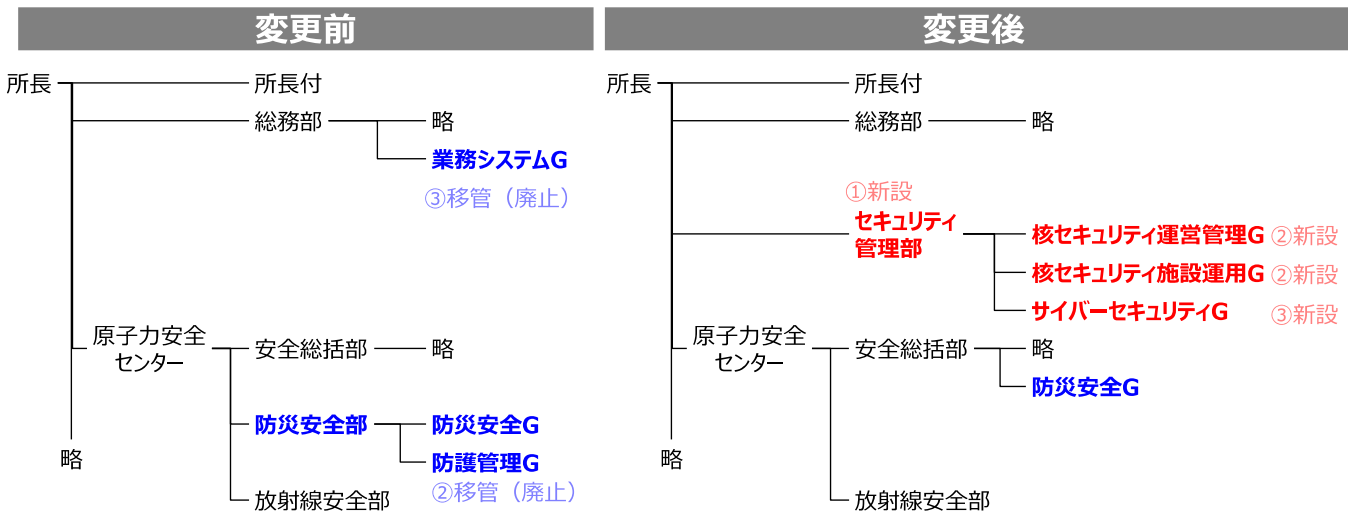 変更前
所長
所長付
総務部
略
業務システムG
③移管（廃止）
原子力安全
センター
安全総括部
略
防災安全部
防災安全G
防護管理G
②移管（廃止）
放射線安全部
略
変更後
所長
所長付
総務部
略
①新設
セキュリティ
管理部
核セキュリティ運営管理G ②新設
核セキュリティ施設運用G ②新設
サイバーセキュリティG ③新設
原子力安全
センター
安全総括部
略
防災安全G
放射線安全部
略